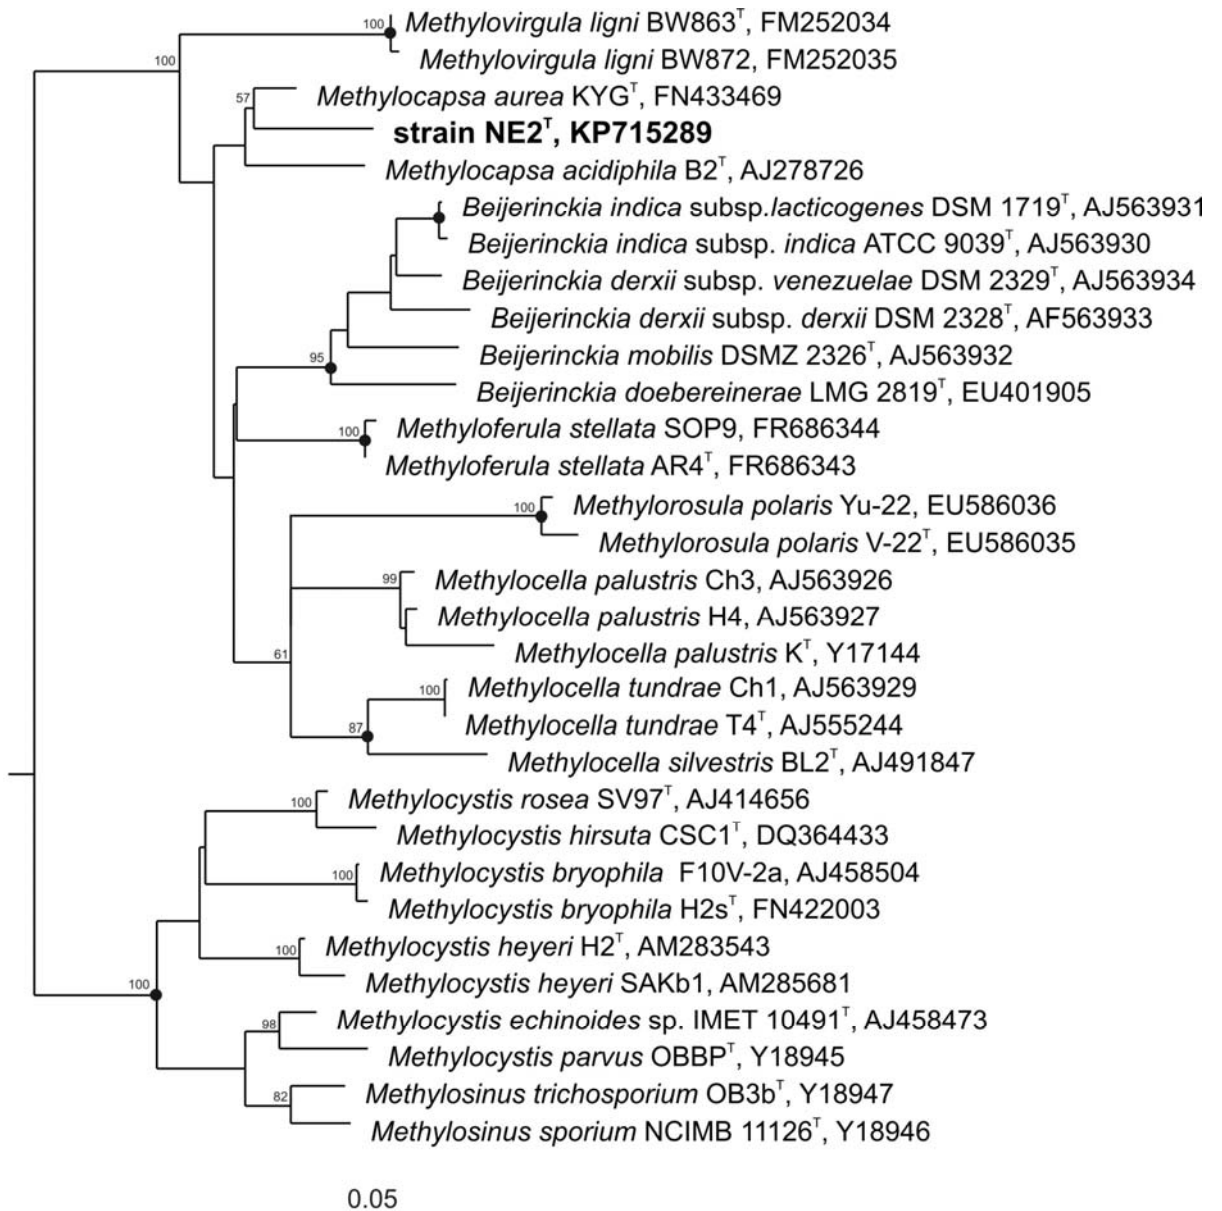 100 Methylovirgula ligni BW863ᵀ, FM252034
Methylovirgula ligni BW872, FM252035
100
57 Methylocapsa aurea KYGᵀ, FN433469
strain NE2ᵀ, KP715289
Methylocapsa acidiphila B2ᵀ, AJ278726
Beijerinckia indica subsp.lacticogenes DSM 1719ᵀ, AJ563931
Beijerinckia indica subsp. indica ATCC 9039ᵀ, AJ563930
Beijerinckia derxii subsp. venezuelae DSM 2329ᵀ, AJ563934
Beijerinckia derxii subsp. derxii DSM 2328ᵀ, AF563933
Beijerinckia mobilis DSMZ 2326ᵀ, AJ563932
95
Beijerinckia doebereinerae LMG 2819ᵀ, EU401905
100 Methyloferula stellata SOP9, FR686344
Methyloferula stellata AR4ᵀ, FR686343
100 Methylorosula polaris Yu-22, EU586036
Methylorosula polaris V-22ᵀ, EU586035
99 Methylocella palustris Ch3, AJ563926
Methylocella palustris H4, AJ563927
61 Methylocella palustris Kᵀ, Y17144
100 Methylocella tundrae Ch1, AJ563929
87 Methylocella tundrae T4ᵀ, AJ555244
Methylocella silvestris BL2ᵀ, AJ491847
100 Methylocystis rosea SV97ᵀ, AJ414656
Methylocystis hirsuta CSC1ᵀ, DQ364433
100 Methylocystis bryophila F10V-2a, AJ458504
Methylocystis bryophila H2sᵀ, FN422003
100 Methylocystis heyeri H2ᵀ, AM283543
100 Methylocystis heyeri SAKb1, AM285681
98 Methylocystis echinoides sp. IMET 10491ᵀ, AJ458473
Methylocystis parvus OBBPᵀ, Y18945
82 Methylosinus trichosporium OB3bᵀ, Y18947
Methylosinus sporium NCIMB 11126ᵀ, Y18946
0.05